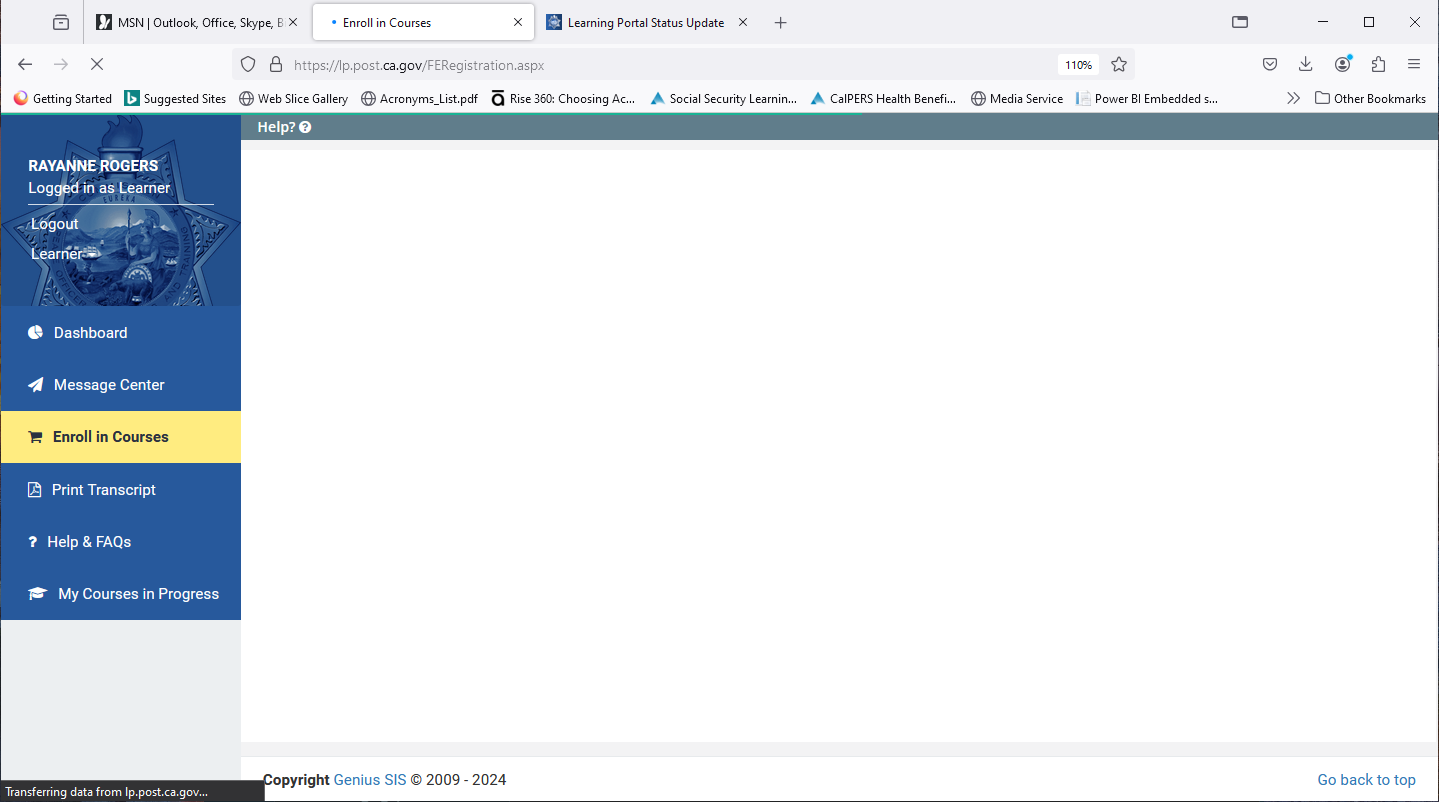 MSN | Outlook, Office, Skype, B
Enroll in Courses
Learning Portal Status Update
https://lp.post.ca.gov/FERegistration.aspx
110%
Getting Started
Suggested Sites
Web Slice Gallery
Acronyms_List.pdf
Rise 360: Choosing Ac...
Social Security Learnin...
CalPERS Health Benefi...
Media Service
Power BI Embedded s...
Other Bookmarks
Help?
RAYANNE ROGERS
Logged in as Learner
EUREKA
Logout
Learner
Dashboard
Message Center
Enroll in Courses
Print Transcript
Help & FAQs
My Courses in Progress
Copyright Genius SIS © 2009 - 2024
Go back to top
Transferring data from lp.post.ca.gov...